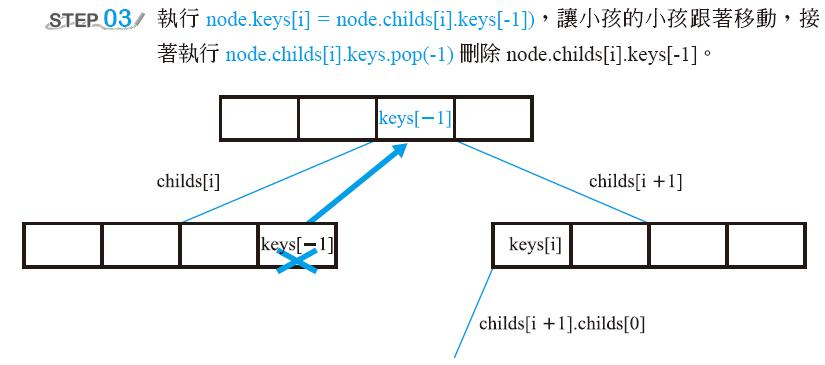 STEP 03 執行 node.keys[i] = node.childs[i].keys[-1])，讓小孩的小孩跟著移動，接
著執行 node.childs[i].keys.pop(-1) 刪除 node.childs[i].keys[-1]。
keys[−1]
childs[i]
childs[i +1]
keys[−1]
keys[i]
childs[i +1].childs[0]